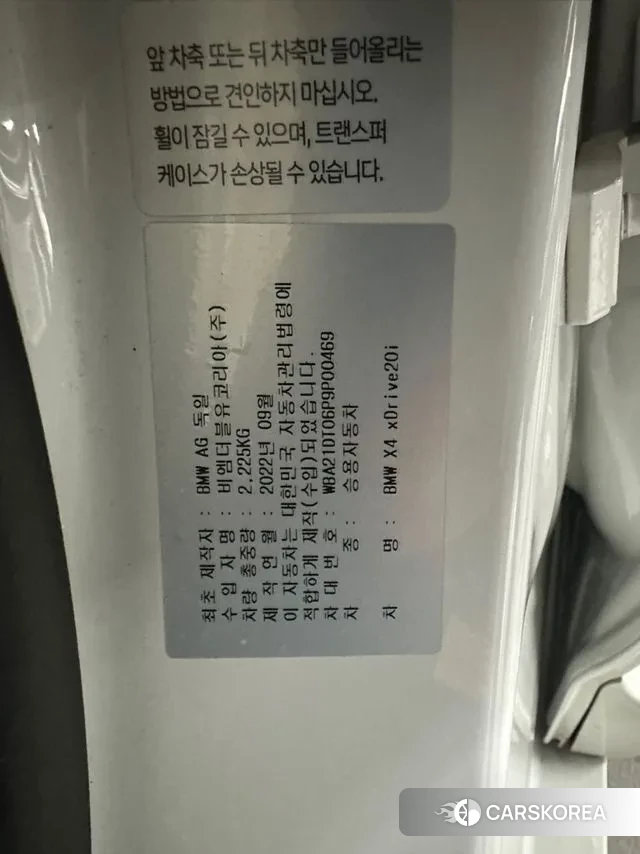 앞 차축 또는 뒤 차축만 들어올리는
방법으로 견인하지 마십시오.
휠이 잠길 수 있으며, 트랜스퍼
케이스가 손상될 수 있습니다.
최초 제작자 : BMW AG 독일
수 입 자 명 : 비엠더블유코리아(주)
차량 총중량 : 2,225KG
제 작 연 월 : 2022년 09월
이 자동차는 대한민국 자동차관리법령에
적합하게 제작(수입)되었습니다.
차 대 번 호 : WBA21DT06P9P00469
차 종 : 승용자동차
차 명 : BMW X4 xDrive20i
CARSKOREA